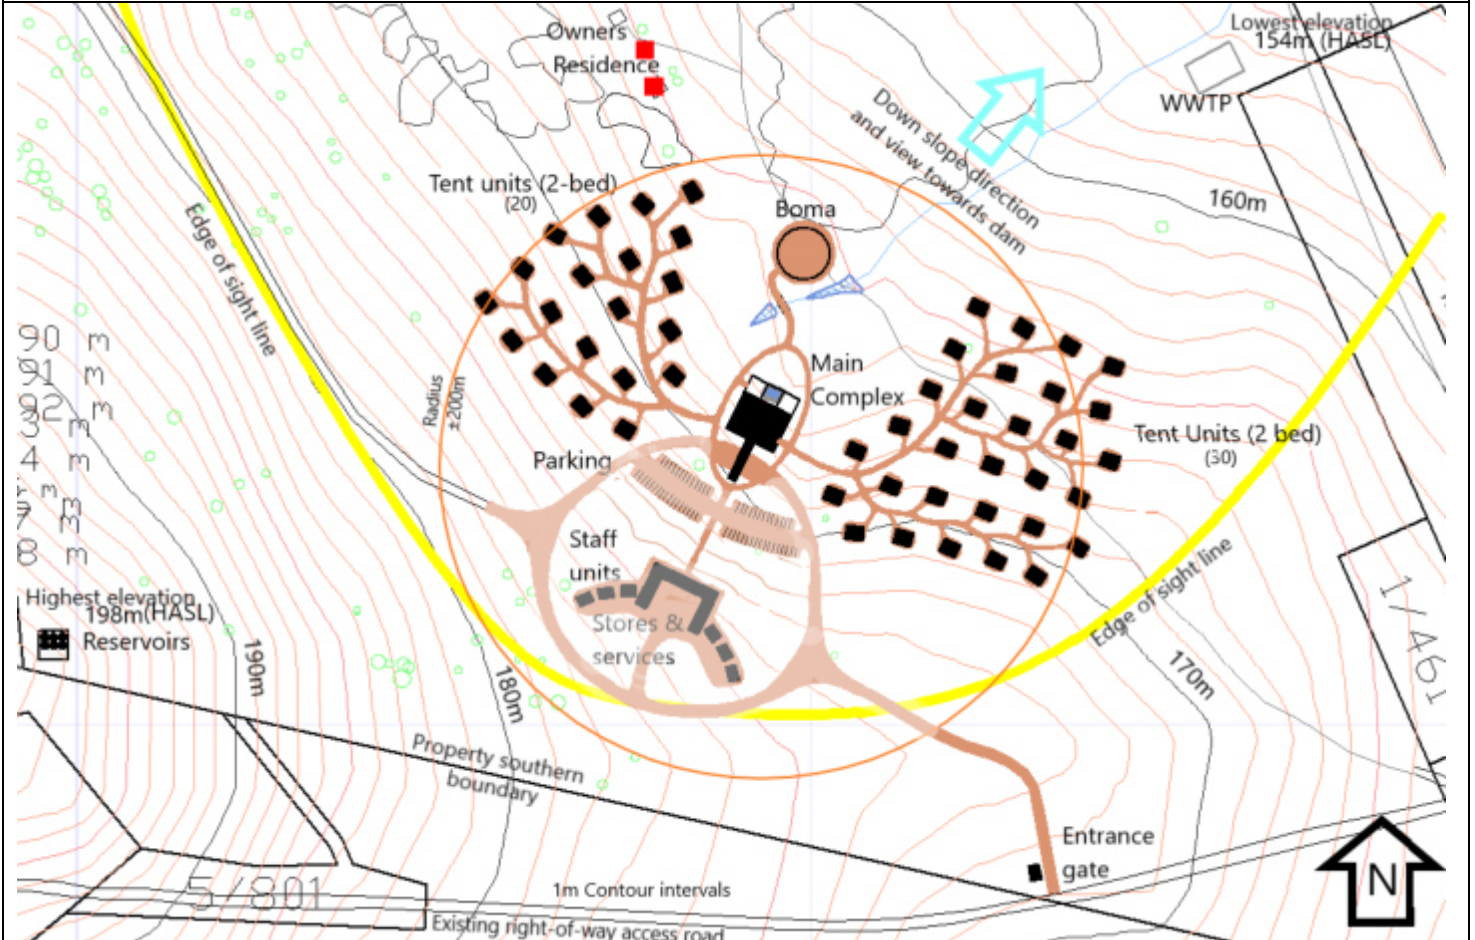 Owners
Residence
Lowest elevation
154m (HASL)
WWTP
Down slope direction
and view towards
dam
160m
Tent units (2-bed)
(20)
Boma
Edge of sight line
Radius
±200m
Main
Complex
90 m
91 m
92 m
3 m
4 m
m
m
8 m
Parking
Tent Units (2 bed)
(30)
Staff
units
Stores &
services
Edge of sight line
Highest elevation
198m(HASL)
Reservoirs
190m
180m
170m
1/461
Property southern
boundary
Entrance
gate
N
5/801
1m Contour intervals
Existing right-of-way access road